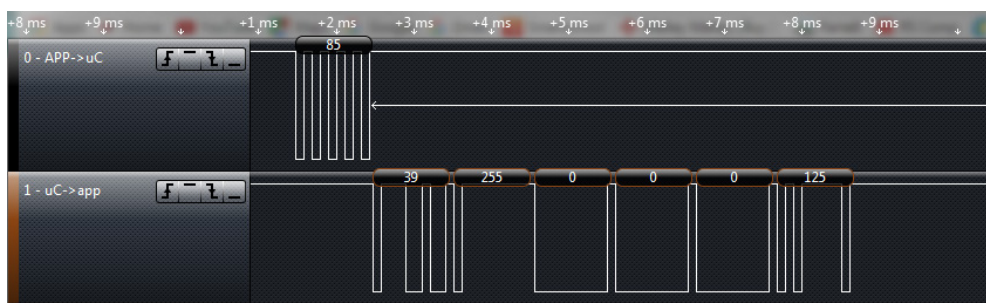 +8 ms +9 ms +1 ms +2 ms +3 ms +4 ms +5 ms +6 ms +7 ms +8 ms +9 ms
85
0 - APP->uC
39 255 0 0 0 125
1 - uC->app